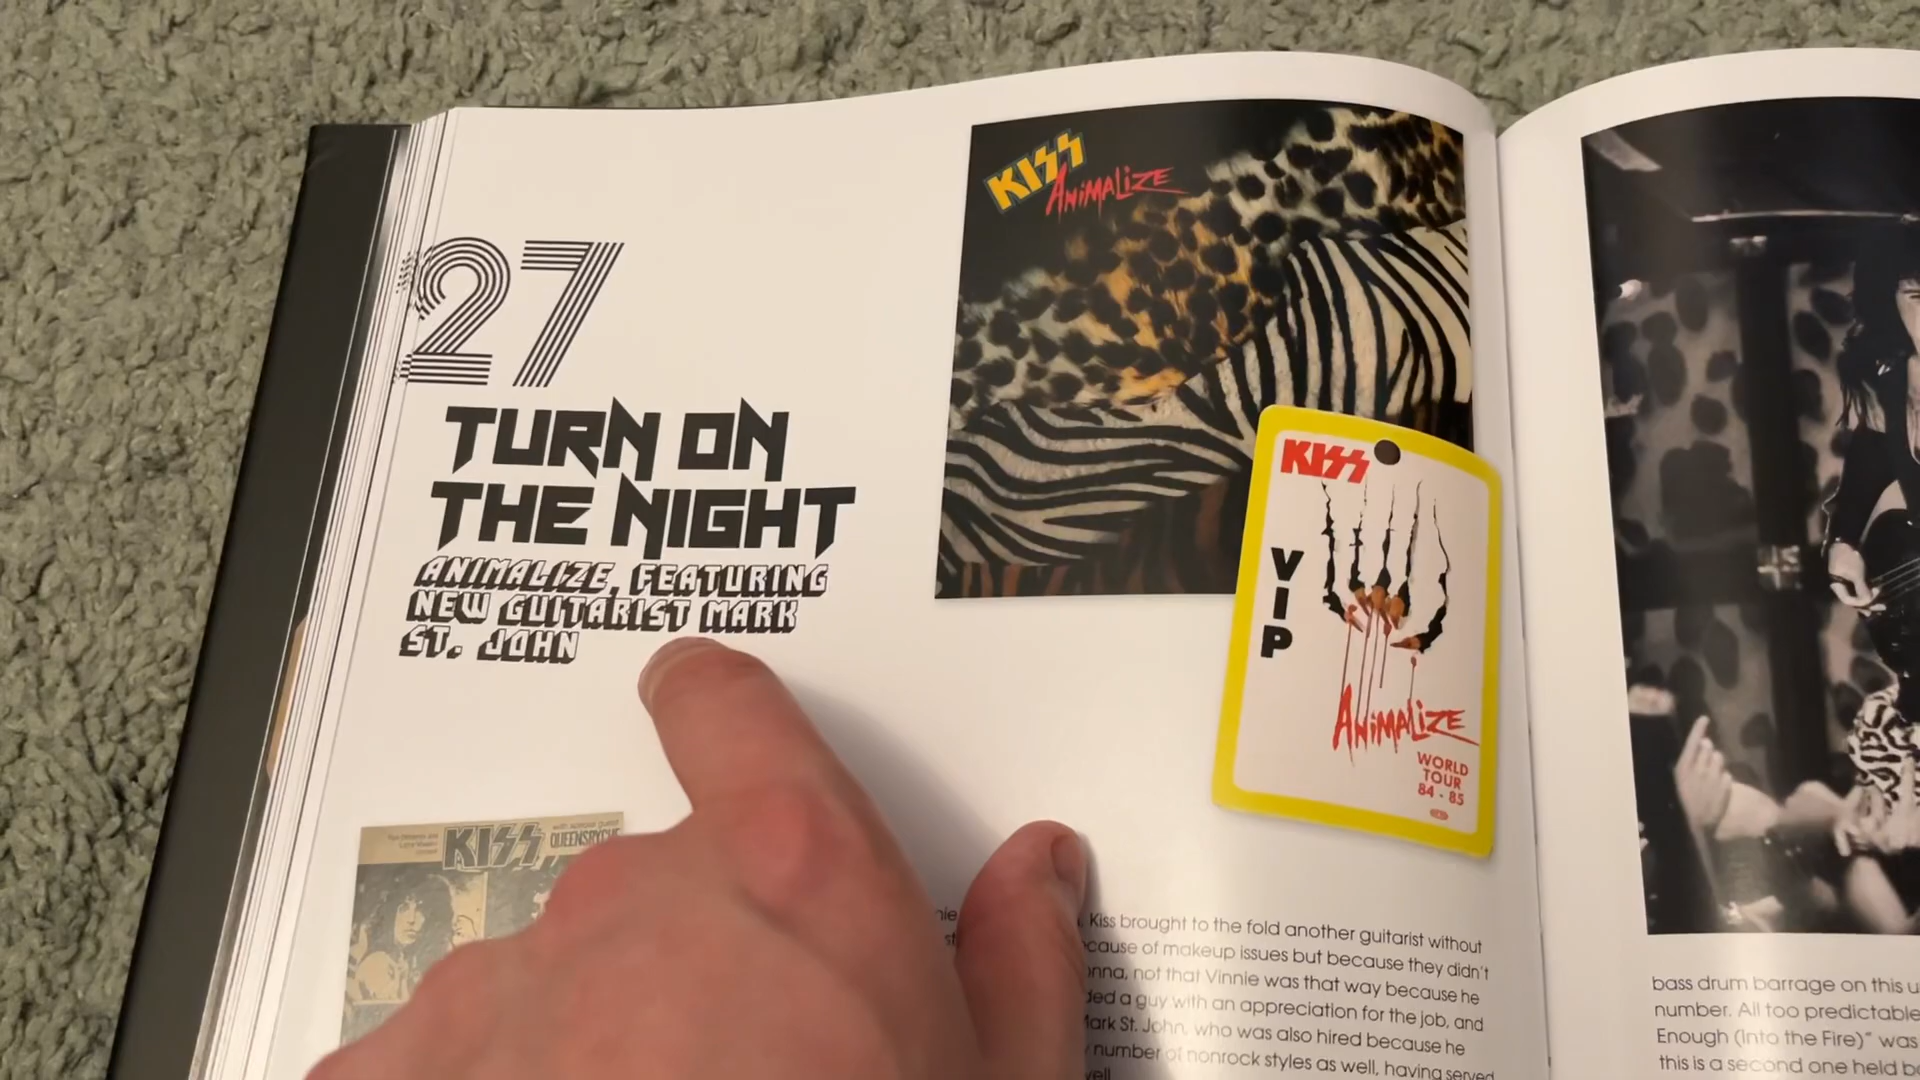 27
TURN ON
THE NIGHT
ANIMALIZE, FEATURING
NEW GUITARIST MARK
ST. JOHN
KISS
ANIMALIZE
KISS
VIP
ANIMALIZE
WORLD
TOUR
84 - 85
KISS
QUEENSRYCHE
Kiss brought to the fold another guitarist without
of makeup issues but because they didn't
not that Vinnie was that way because he
a guy with an appreciation for the job, and
Mark St. John, who was also hired because he
number of nonrock styles as well, having served
bass drum barrage on this
number. All too predictable
Enough (Into the Fire)" was
this is a second one held